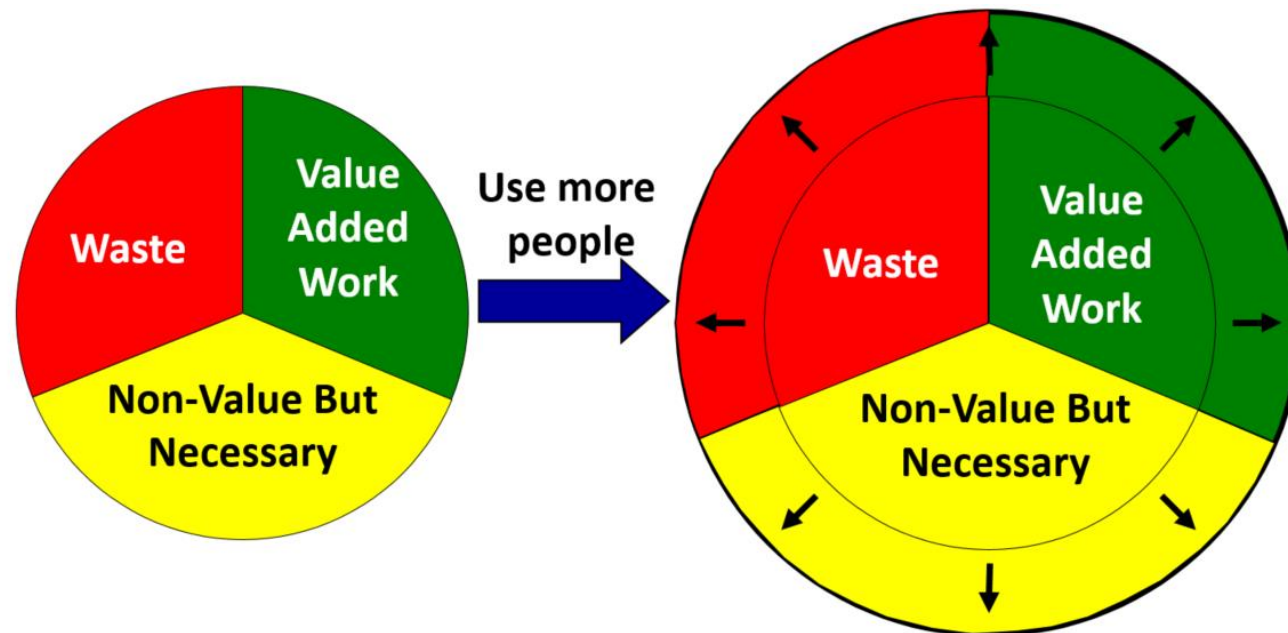 Waste
Value
Added
Work
Non-Value But
Necessary
Use more
people
Waste
Value
Added
Work
Non-Value But
Necessary